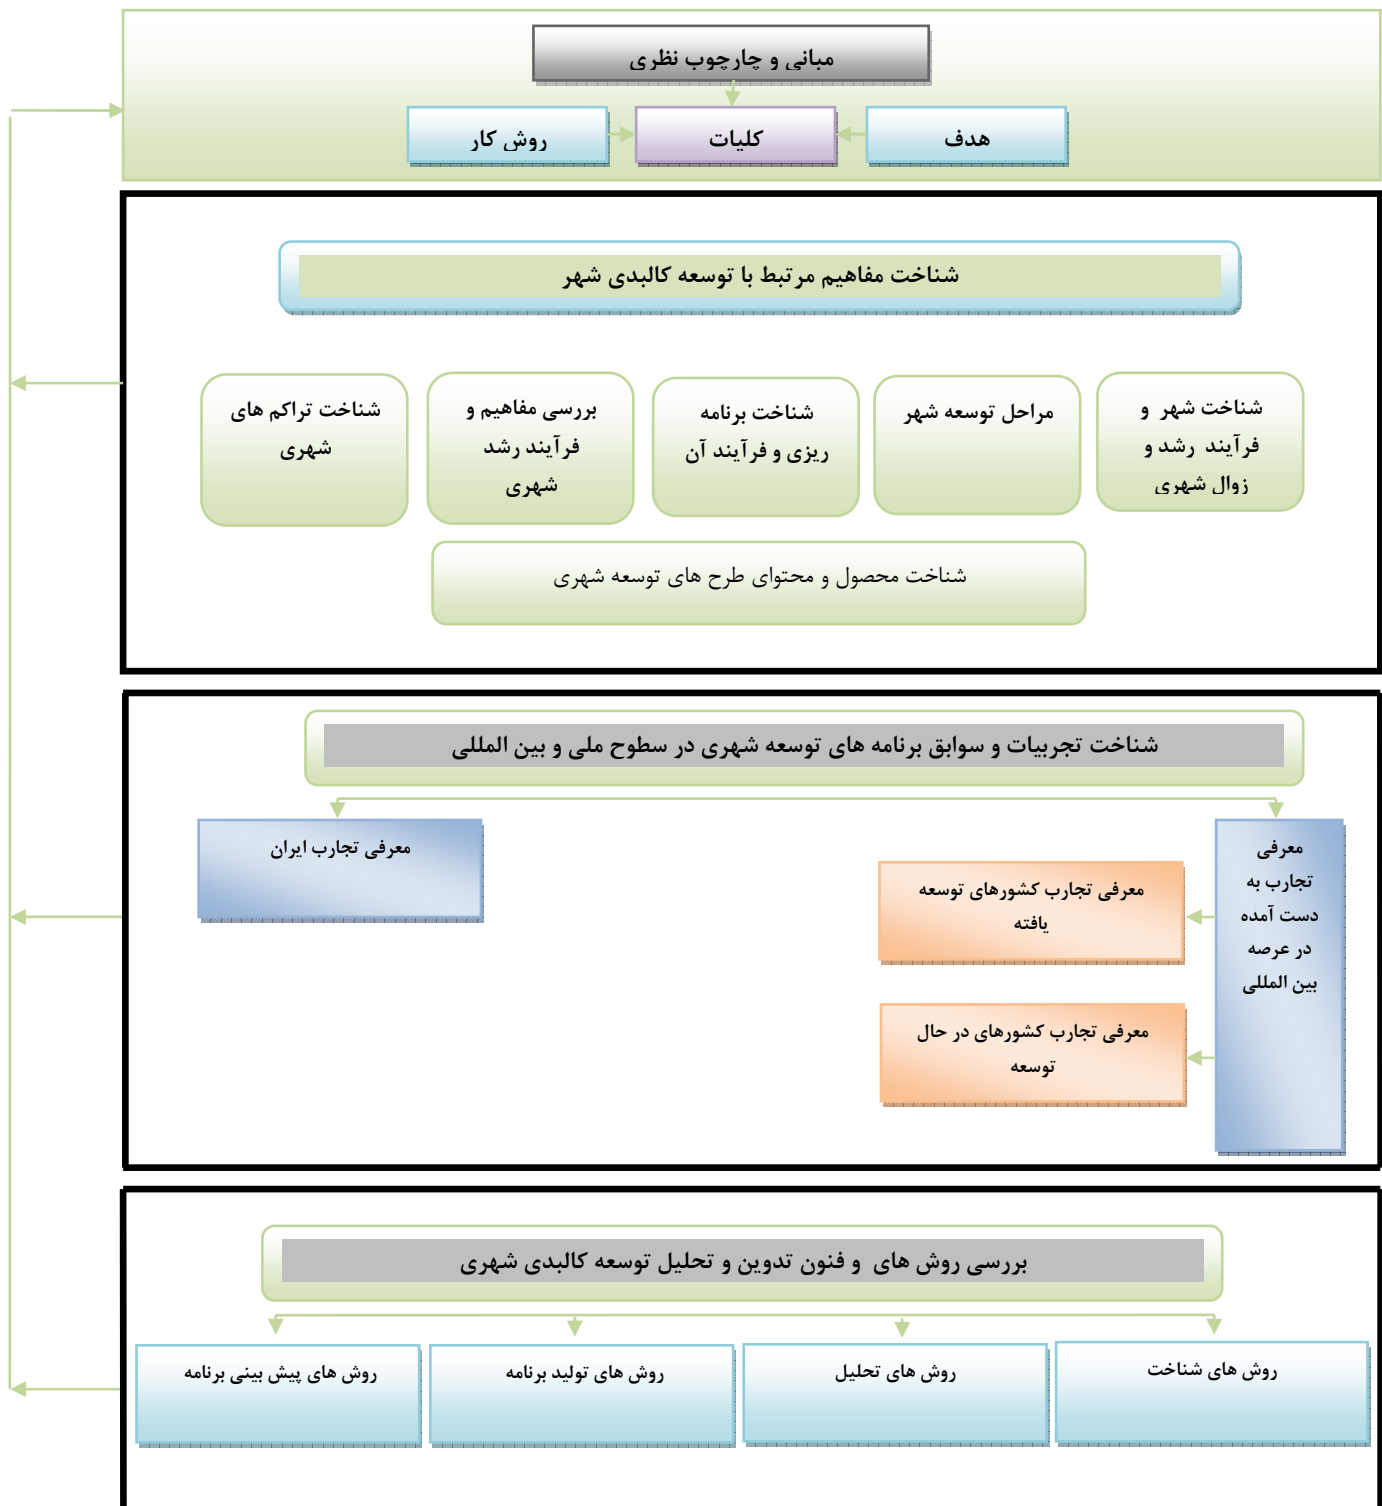 مبانی و چارچوب نظری
هدف
کلیات
روش کار
شناخت مفاهیم مرتبط با توسعه کالبدی شهر
شناخت شهر و
فرآیند رشد و
زوال شهری
مراحل توسعه شهر
شناخت برنامه
ریزی و فرآیند آن
بررسی مفاهیم و
فرآیند رشد
شهری
شناخت تراکم های
شهری
شناخت محصول و محتوای طرح های توسعه شهری
شناخت تجربیات و سوابق برنامه های توسعه شهری در سطوح ملی و بین المللی
معرفی
تجارب به
دست آمده
در عرصه
بین المللی
معرفی تجارب کشورهای توسعه
یافته
معرفی تجارب کشورهای در حال
توسعه
معرفی تجارب ایران
بررسی روش های و فنون تدوین و تحلیل توسعه کالبدی شهری
روش های شناخت
روش های تحلیل
روش های تولید برنامه
روش های پیش بینی برنامه